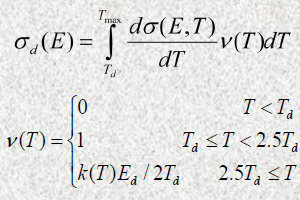 σ_d(E) = ∫_{T_d}^{T_max} dσ(E,T)/dT ν(T)dT
ν(T) = { 0 T < T_d
1 T_d ≤ T < 2.5T_d
k(T)E_d / 2T_d 2.5T_d ≤ T